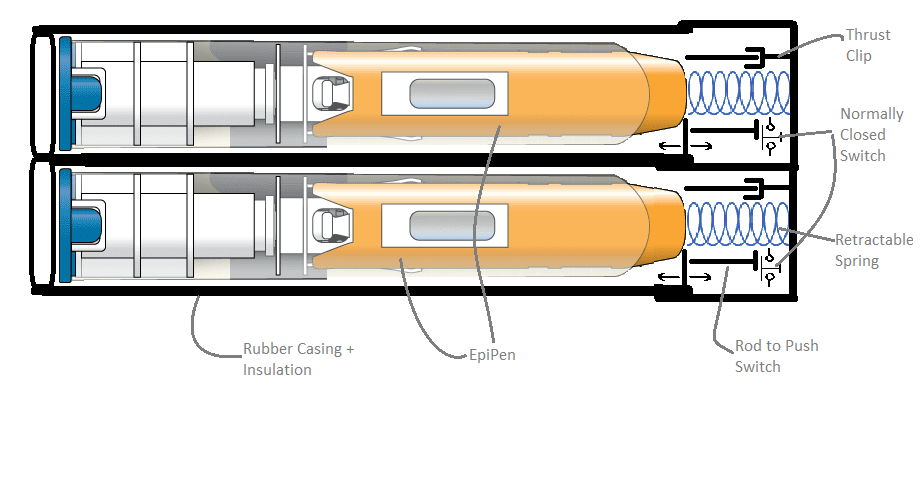 Thrust
Clip
Normally
Closed
Switch
Retractable
Spring
Rod to Push
Switch
EpiPen
Rubber Casing +
Insulation